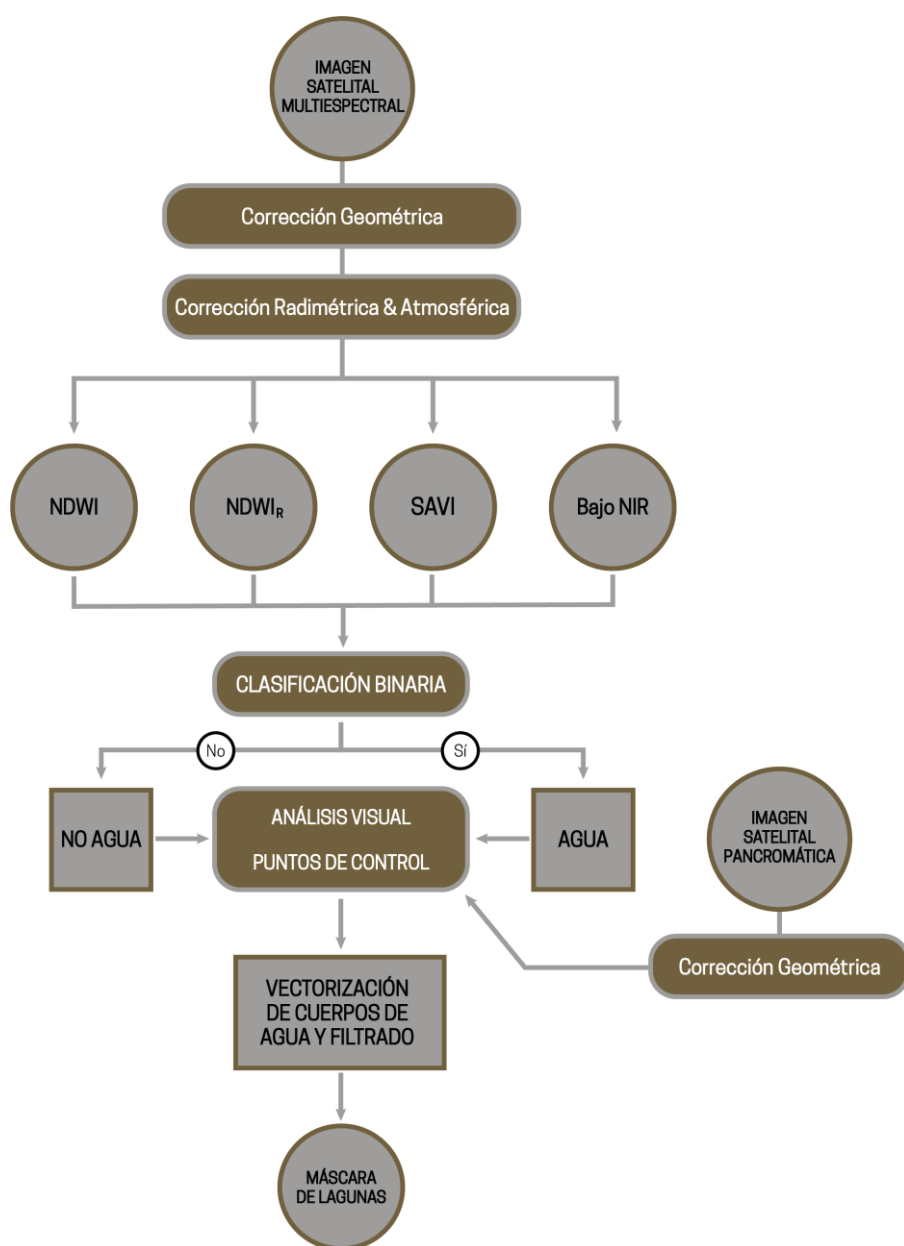 IMAGEN
SATELITAL
MULTIESPECTRAL
Corrección Geométrica
Corrección Radimétrica & Atmosférica
NDWI
NDWI_R
SAVI
Bajo NIR
CLASIFICACIÓN BINARIA
No
Sí
NO AGUA
ANÁLISIS VISUAL
PUNTOS DE CONTROL
AGUA
IMAGEN
SATELITAL
PANCROMÁTICA
Corrección Geométrica
VECTORIZACIÓN
DE CUERPOS DE
AGUA Y FILTRADO
MÁSCARA
DE LAGUNAS